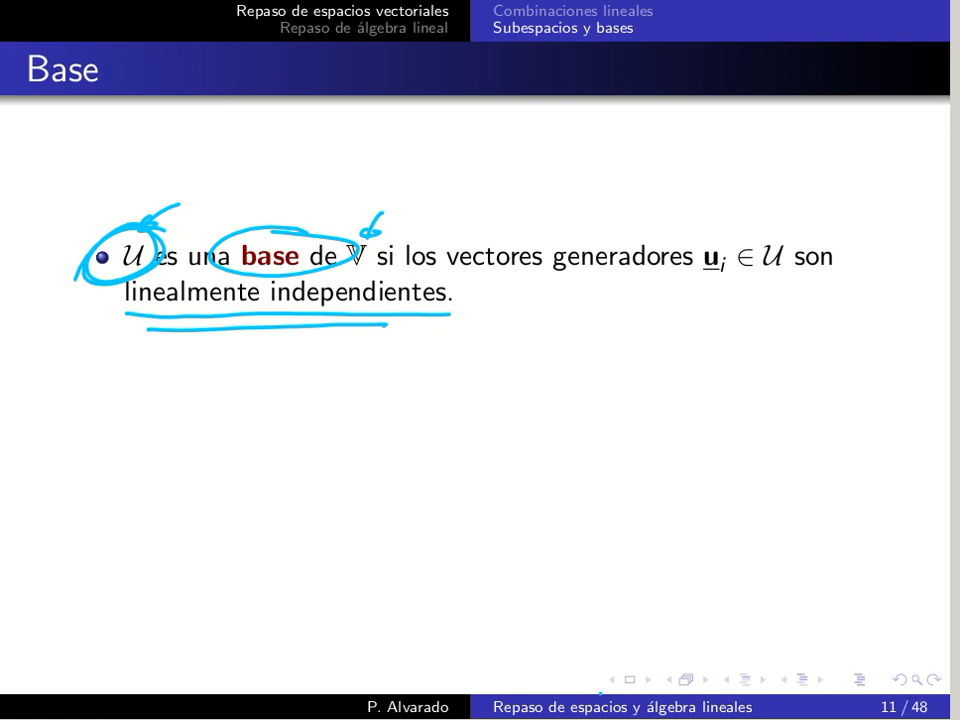 Repaso de espacios vectoriales
Repaso de álgebra lineal
Combinaciones lineales
Subespacios y bases
Base
𝒰 es una base de 𝕍 si los vectores generadores u̲ᵢ ∈ 𝒰 son
linealmente independientes.
P. Alvarado
Repaso de espacios y álgebra lineales
11 / 48